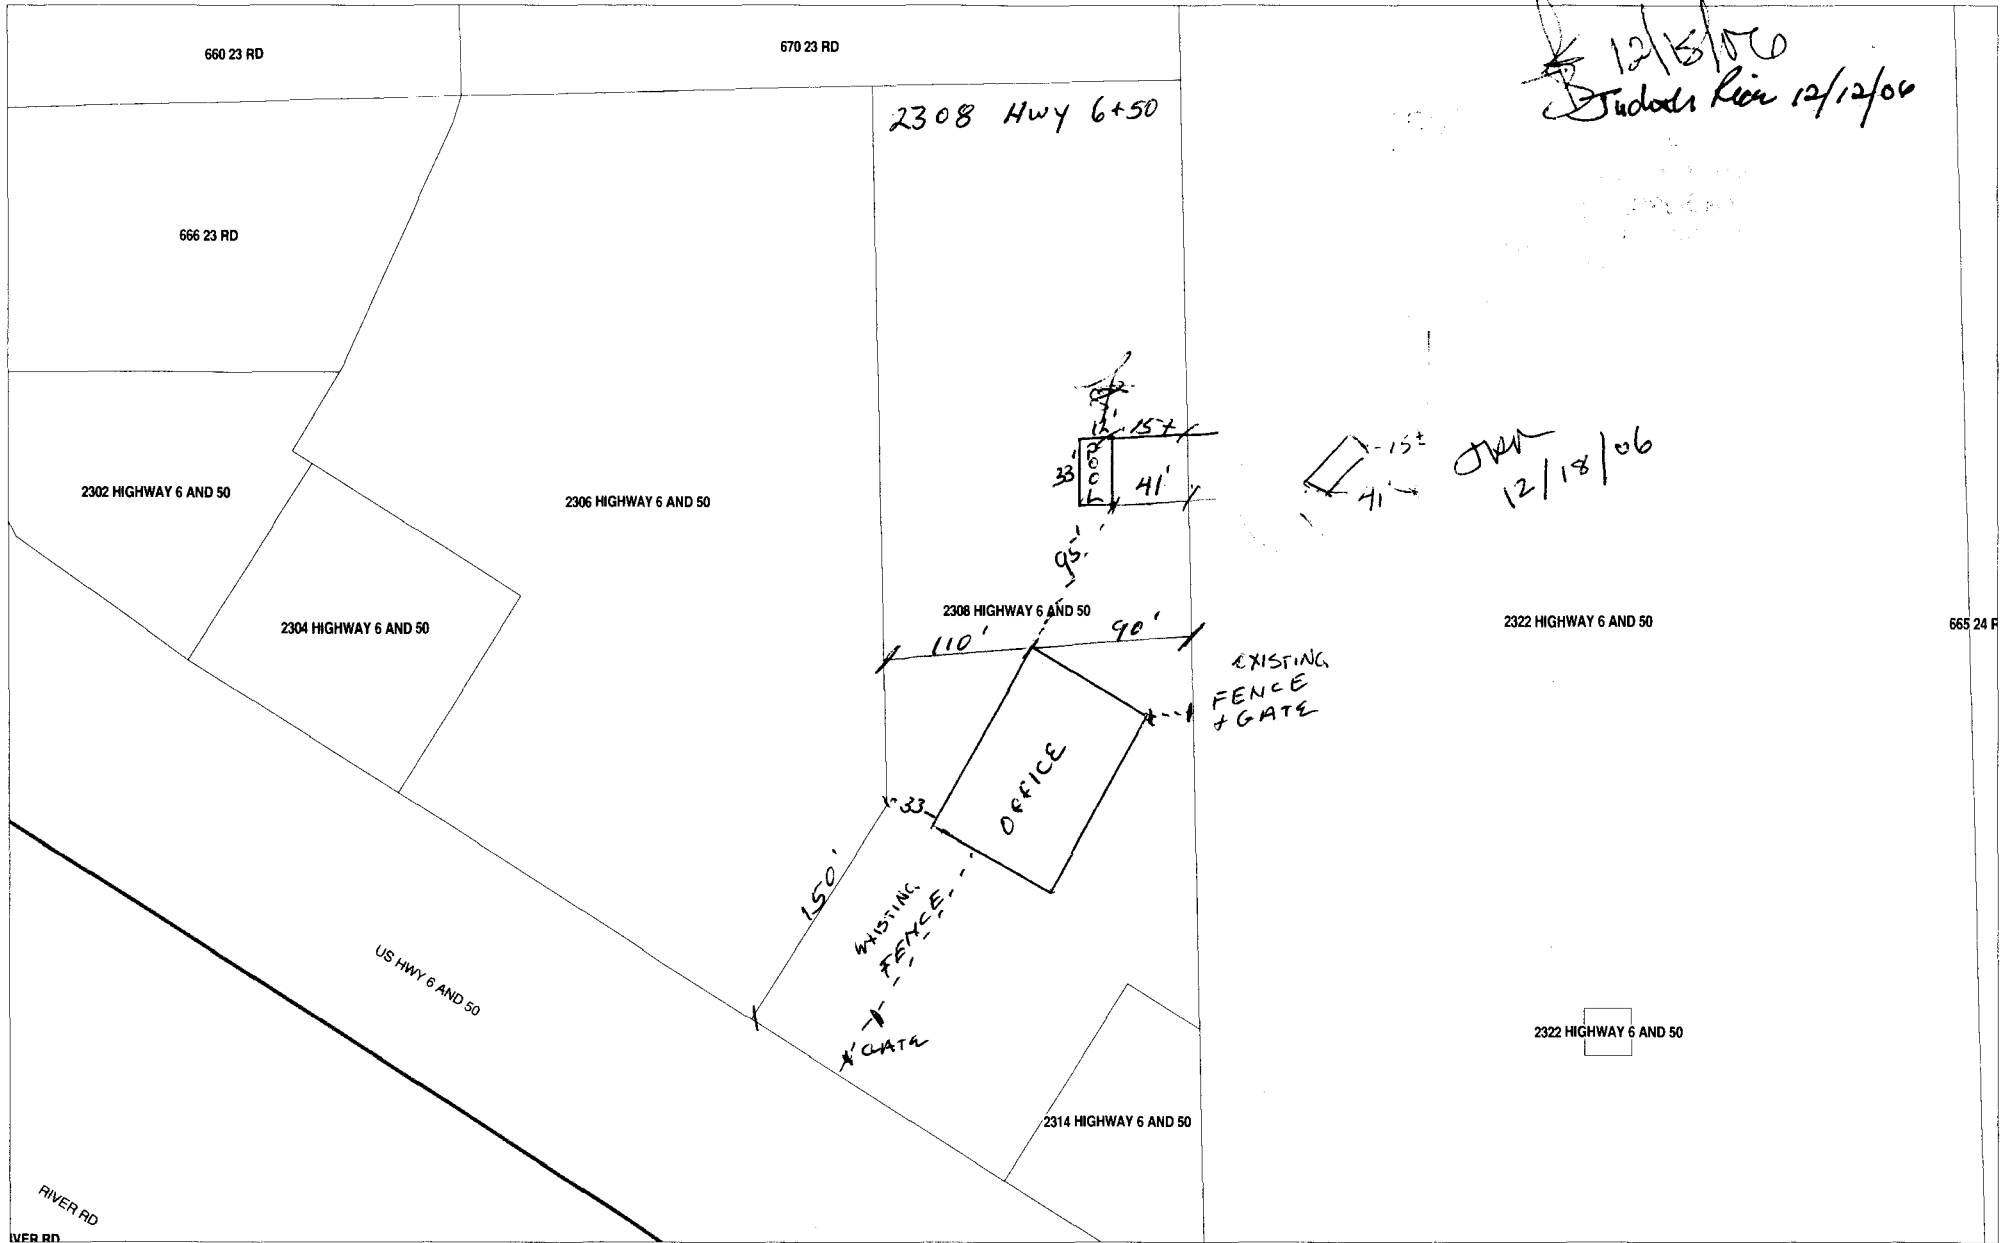 660 23 RD
670 23 RD
12/12/06
2308 HWY 6+50
666 23 RD
12' 15±
33'
41'
-15±
41'
12/18/06
2302 HIGHWAY 6 AND 50
2306 HIGHWAY 6 AND 50
95'
2308 HIGHWAY 6 AND 50
110' 90'
2304 HIGHWAY 6 AND 50
2322 HIGHWAY 6 AND 50
665 24 R
EXISTING
FENCE
+ GATE
OFFICE
33
150'
EXISTING
FENCE
GATE
US HWY 6 AND 50
2322 HIGHWAY 6 AND 50
2314 HIGHWAY 6 AND 50
RIVER RD
IVER RD